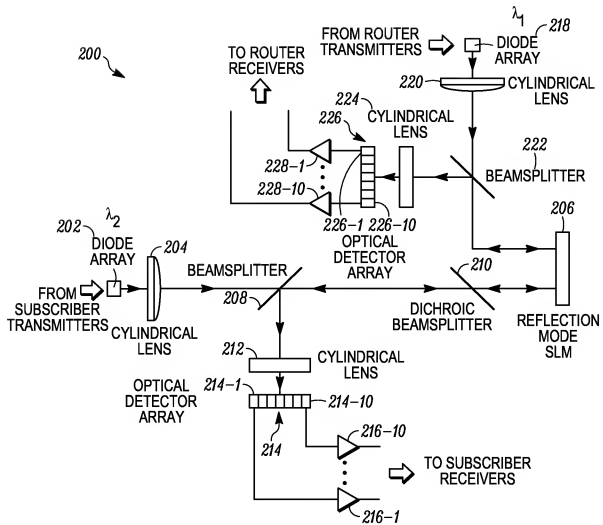 λ1
FROM ROUTER
TRANSMITTERS
DIODE 218
ARRAY
200
TO ROUTER
RECEIVERS
220
CYLINDRICAL
LENS
224
CYLINDRICAL
LENS
226
228-1
222
BEAMSPLITTER
228-10
226-1
226-10
206
OPTICAL
DETECTOR
ARRAY
λ2
202
DIODE
ARRAY
204
BEAMSPLITTER
208
210
FROM
SUBSCRIBER
TRANSMITTERS
DICHROIC
BEAMSPLITTER
REFLECTION
MODE
SLM
CYLINDRICAL
LENS
212
CYLINDRICAL
LENS
OPTICAL
DETECTOR
ARRAY
214-1
214-10
214
216-10
TO SUBSCRIBER
RECEIVERS
216-1